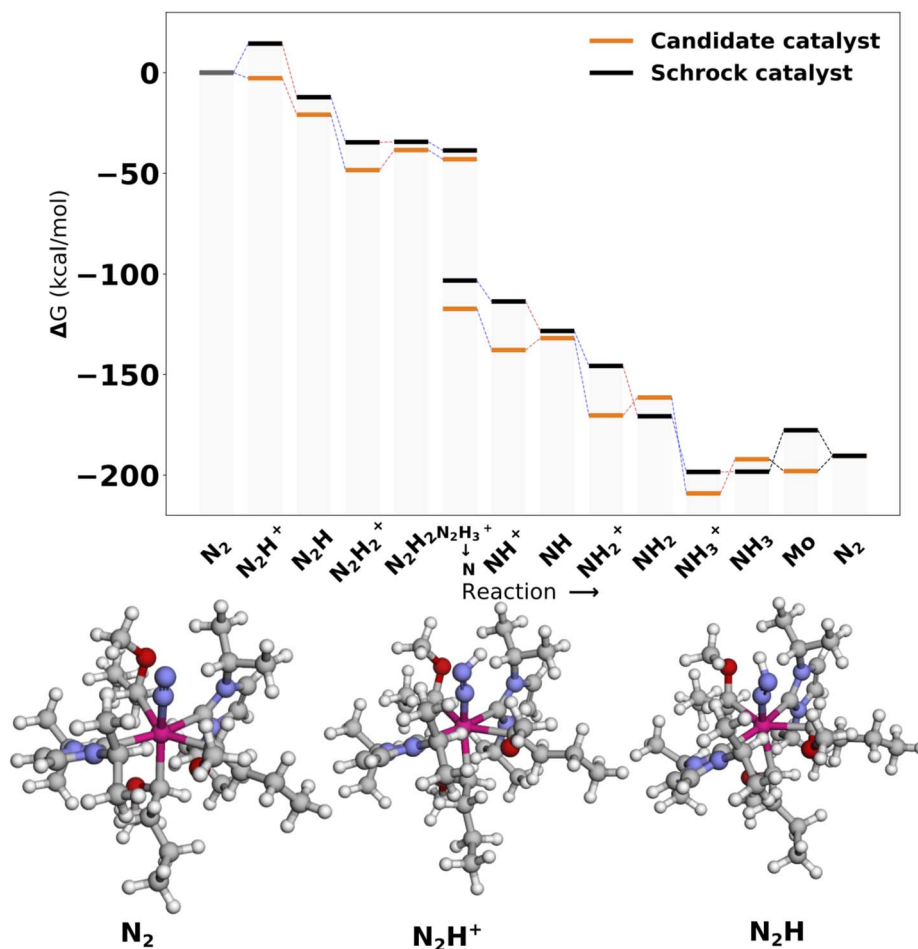 Candidate catalyst
Schrock catalyst
0
−50
−100
−150
−200
ΔG (kcal/mol)
N₂
N₂H⁺
N₂H
N₂H₂⁺
N₂H₂
N₂H₃⁺
↓
N
NH⁺
NH
NH₂⁺
NH₂
NH₃⁺
NH₃
Mo
N₂
Reaction →
N₂
N₂H⁺
N₂H